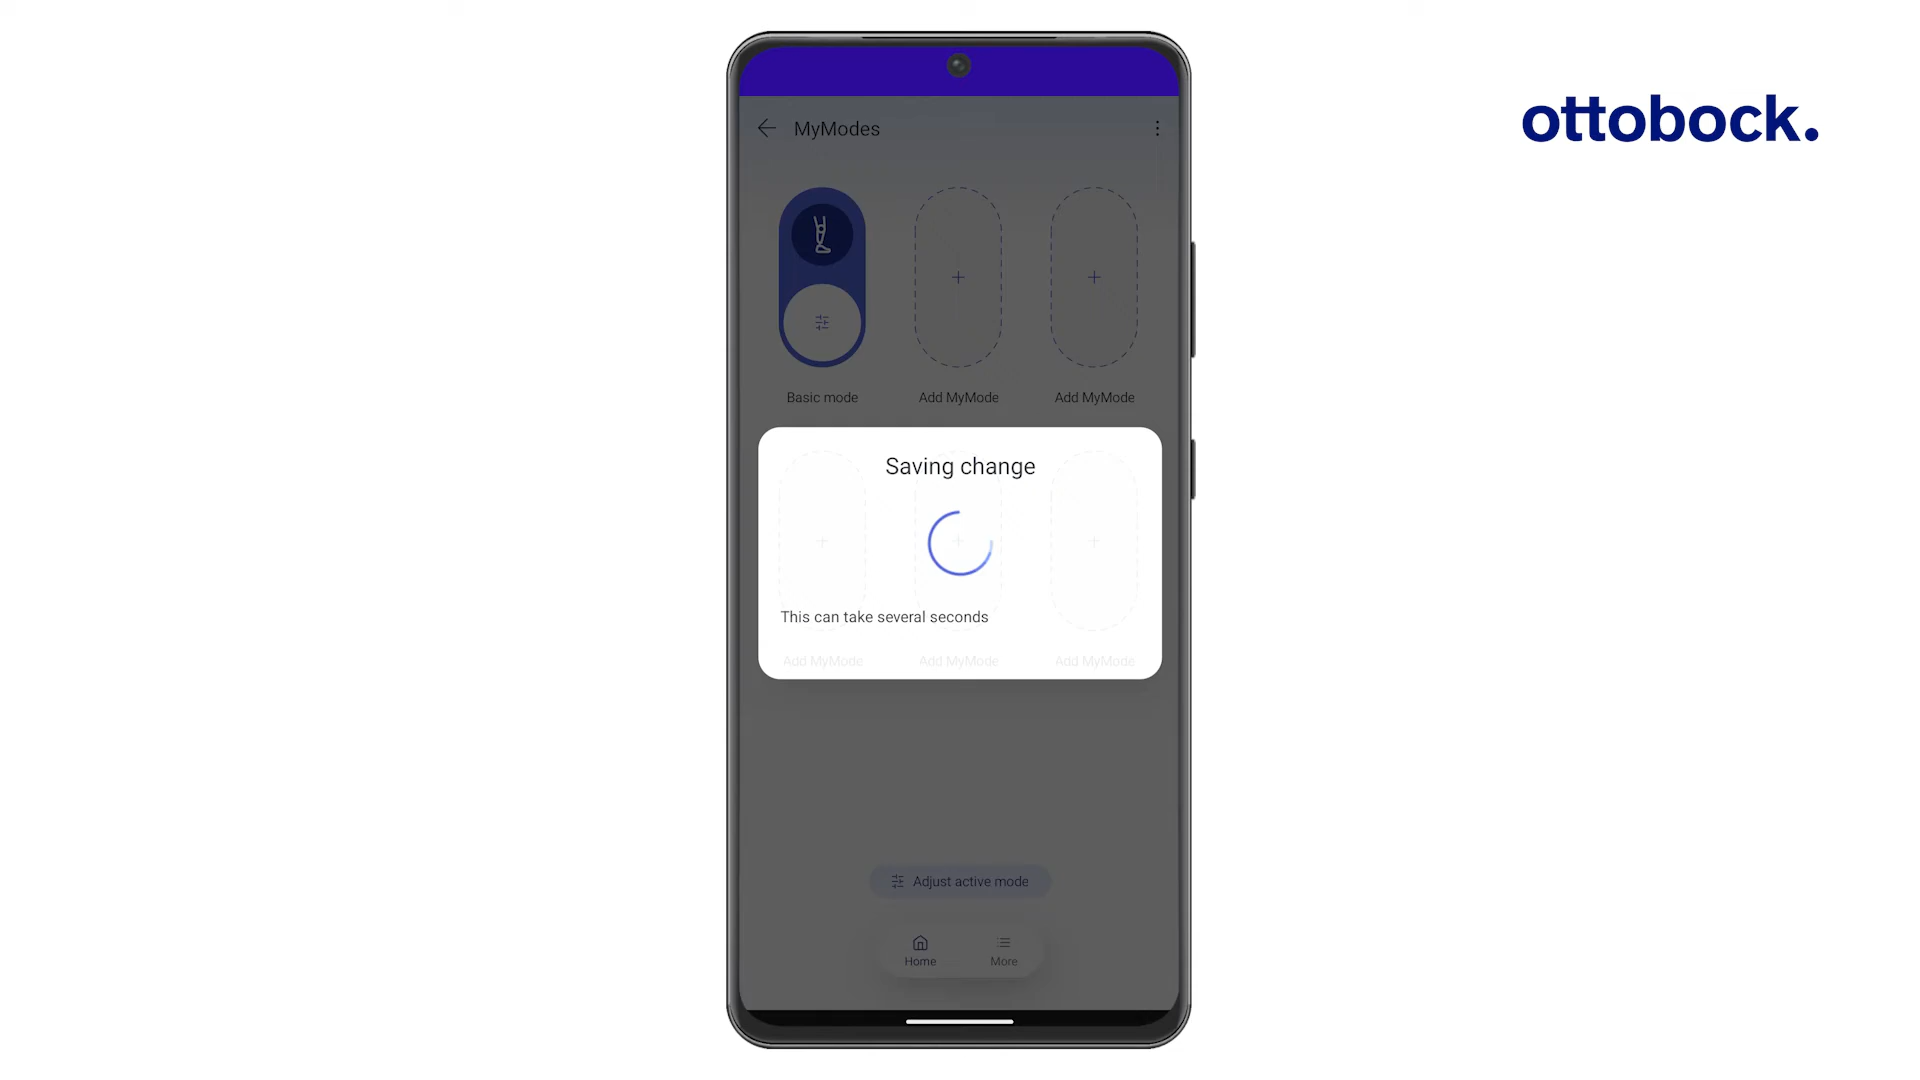 ottobock.
MyModes
Basic mode
Add MyMode
Add MyMode
Saving change
This can take several seconds
Add MyMode
Add MyMode
Add MyMode
Adjust active mode
Home
More